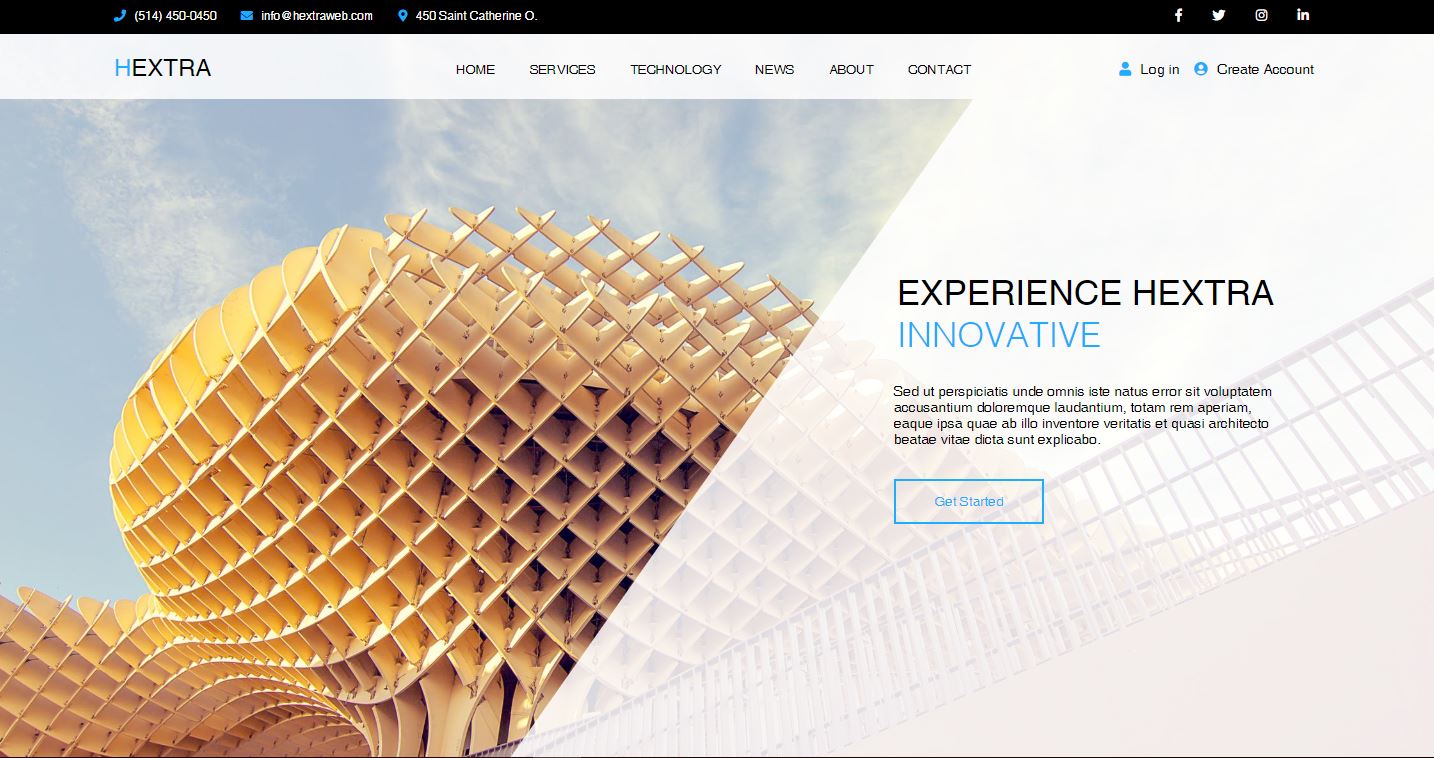 (514) 450-0450 info@hextraweb.com 450 Saint Catherine O.
HEXTRA HOME SERVICES TECHNOLOGY NEWS ABOUT CONTACT Log in Create Account
EXPERIENCE HEXTRA
INNOVATIVE
Sed ut perspiciatis unde omnis iste natus error sit voluptatem
accusantium doloremque laudantium, totam rem aperiam,
eaque ipsa quae ab illo inventore veritatis et quasi architecto
beatae vitae dicta sunt explicabo.
Get Started